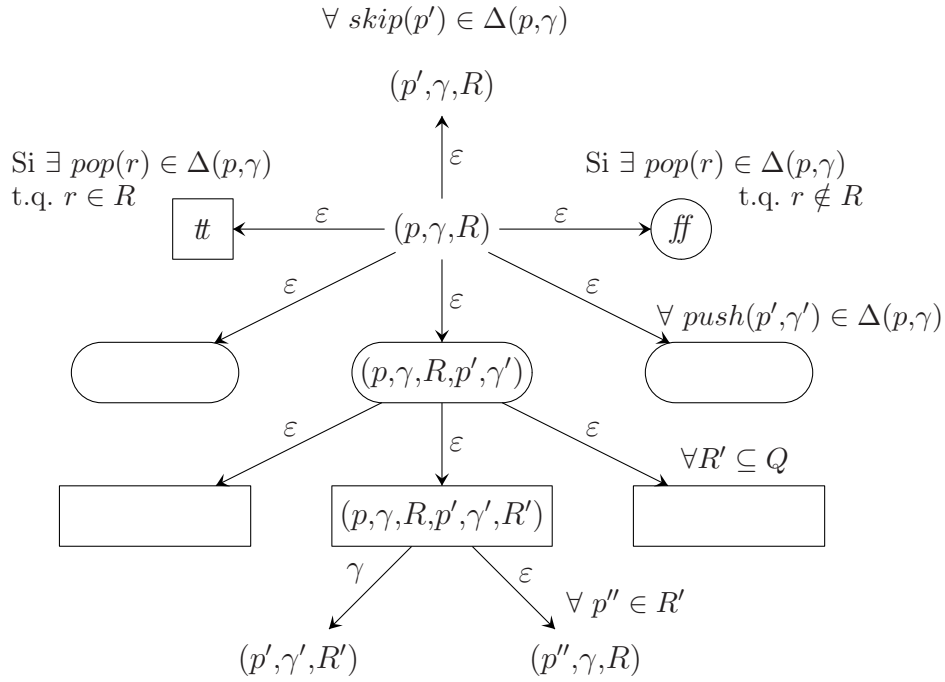 ∀ skip(p′) ∈ Δ(p,γ)
(p′,γ,R)
ε
Si ∃ pop(r) ∈ Δ(p,γ)
t.q. r ∈ R
Si ∃ pop(r) ∈ Δ(p,γ)
t.q. r ∉ R
tt
ε
(p,γ,R)
ε
ff
ε
ε
ε
∀ push(p′,γ′) ∈ Δ(p,γ)
(p,γ,R,p′,γ′)
ε
ε
ε
∀R′ ⊆ Q
(p,γ,R,p′,γ′,R′)
γ
ε
∀ p″ ∈ R′
(p′,γ′,R′)
(p″,γ,R)